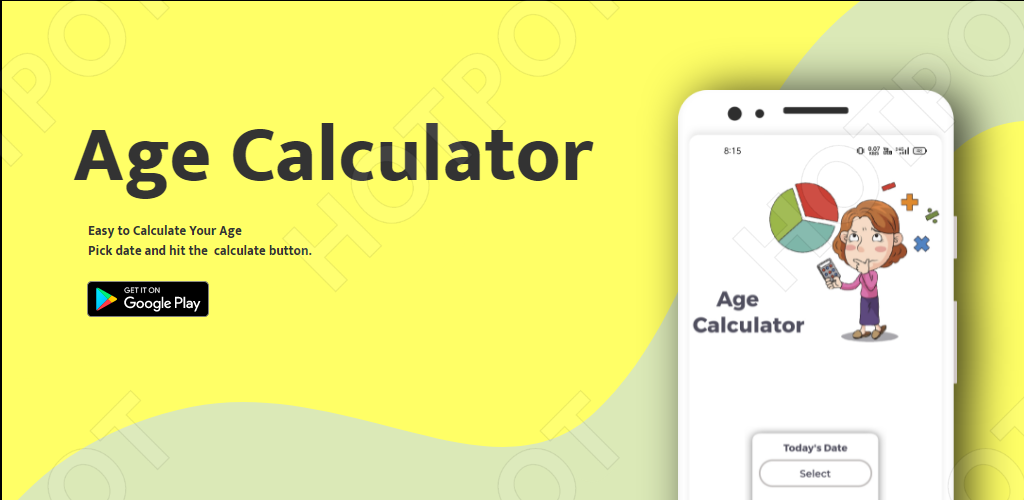 Age Calculator
Easy to Calculate Your Age
Pick date and hit the calculate button.
GET IT ON
Google Play
8:15
Age
Calculator
Today's Date
Select
HOTPOT